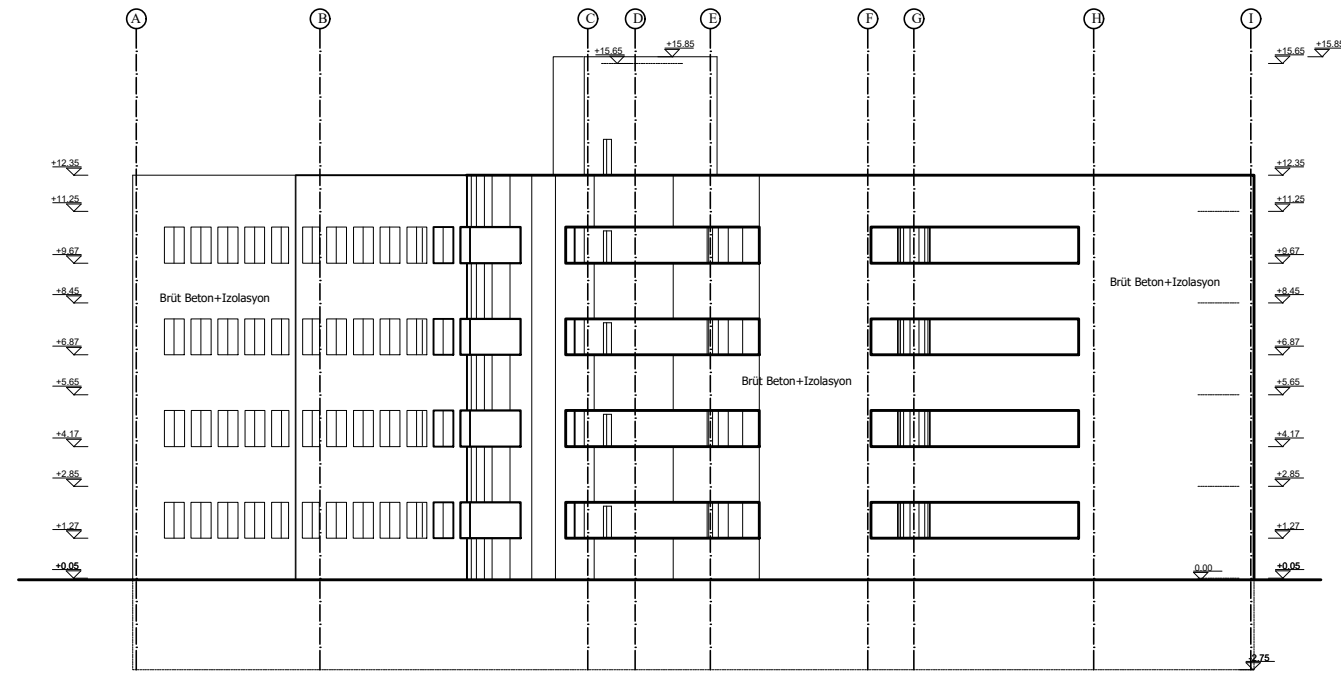 A B C D E F G H I
+15.65 +15.85 +15.65 +15.85
+12.35 +12.35
+11.25 +11.25
+9.67 +9.67
Brüt Beton+Izolasyon
+8.45
Brüt Beton+Izolasyon
+8.45
+6.87 +6.87
+5.65
Brüt Beton+Izolasyon
+5.65
+4.17 +4.17
+2.85 +2.85
+1.27 +1.27
+0.05 0.00 +0.05
-2.75